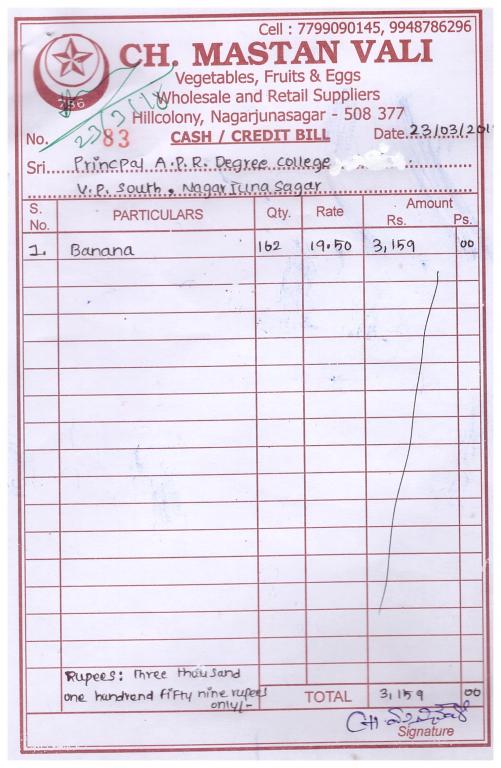 Cell : 7799090145, 9948786296
CH. MASTAN VALI
786
Vegetables, Fruits & Eggs
Wholesale and Retail Suppliers
Hillcolony, Nagarjunasagar - 508 377
No. 83 CASH / CREDIT BILL Date 23/03/201
Sri Principal A.P.R. Degree college
V.P. South, Nagarjuna sagar
S. No. PARTICULARS Qty. Rate Amount Rs. Ps.
1. Banana 162 19.50 3,159 00
Rupees: Three thousand
one hundrend fifty nine rupees
only/-
TOTAL 3,159 00
Signature